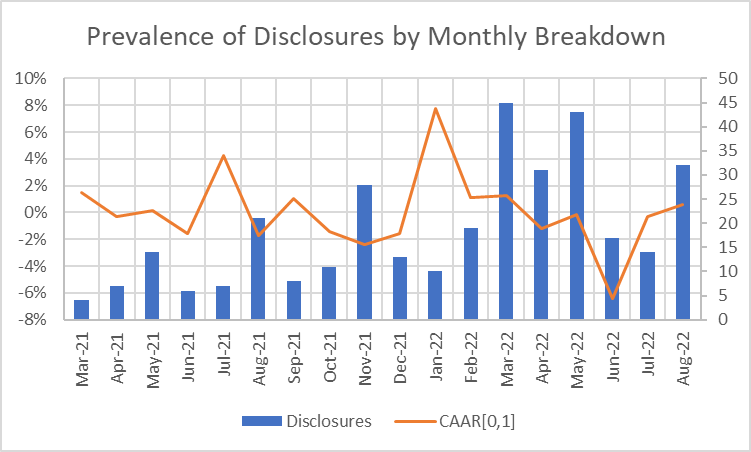 Prevalence of Disclosures by Monthly Breakdown
10%
8%
6%
4%
2%
0%
-2%
-4%
-6%
-8%
50
45
40
35
30
25
20
15
10
5
0
Mar-21
Apr-21
May-21
Jun-21
Jul-21
Aug-21
Sep-21
Oct-21
Nov-21
Dec-21
Jan-22
Feb-22
Mar-22
Apr-22
May-22
Jun-22
Jul-22
Aug-22
Disclosures
CAAR[0,1]